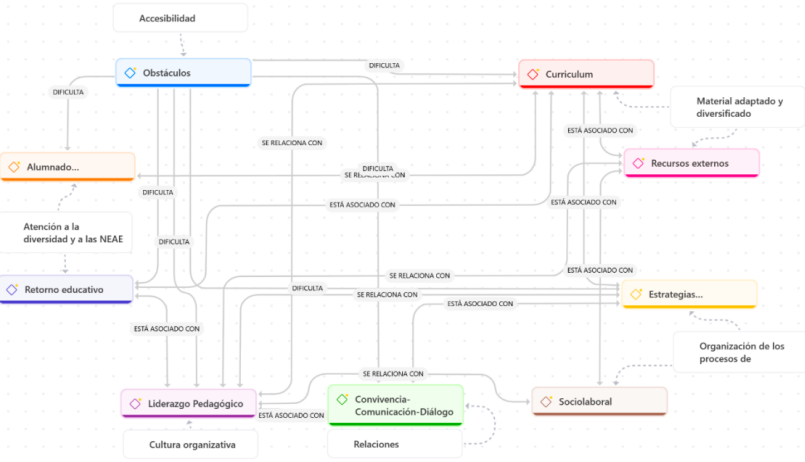 Accesibilidad
Obstáculos
DIFICULTA
Curriculum
DIFICULTA
Material adaptado y
diversificado
ESTÁ ASOCIADO CON
SE RELACIONA CON
Recursos externos
Alumnado...
DIFICULTA
SE RELACIONA CON
DIFICULTA
ESTÁ ASOCIADO CON
ESTÁ ASOCIADO CON
Atención a la
diversidad y a las NEAE
DIFICULTA
ESTÁ ASOCIADO CON
SE RELACIONA CON
Retorno educativo
DIFICULTA
SE RELACIONA CON
Estrategias...
ESTÁ ASOCIADO CON
ESTÁ ASOCIADO CON
Organización de los
procesos de
SE RELACIONA CON
Liderazgo Pedagógico
Convivencia-
Comunicación-Diálogo
Sociolaboral
ESTÁ ASOCIADO CON
Cultura organizativa
Relaciones